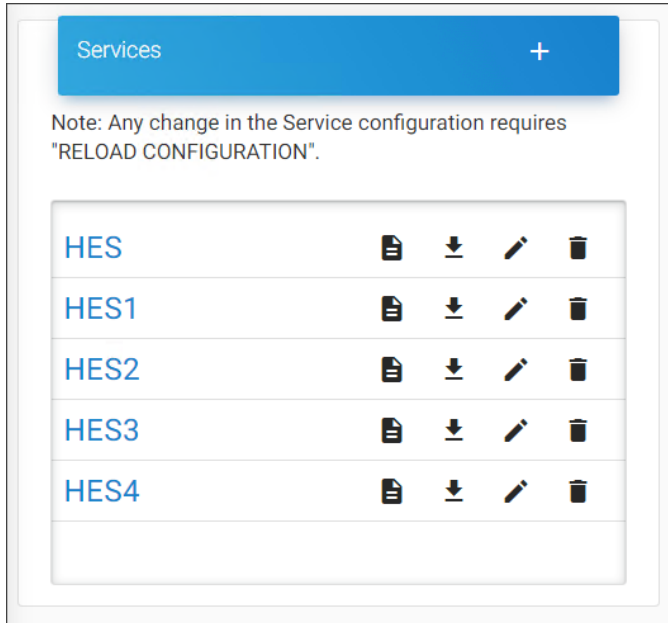 Services
Note: Any change in the Service configuration requires
"RELOAD CONFIGURATION".
HES
HES1
HES2
HES3
HES4